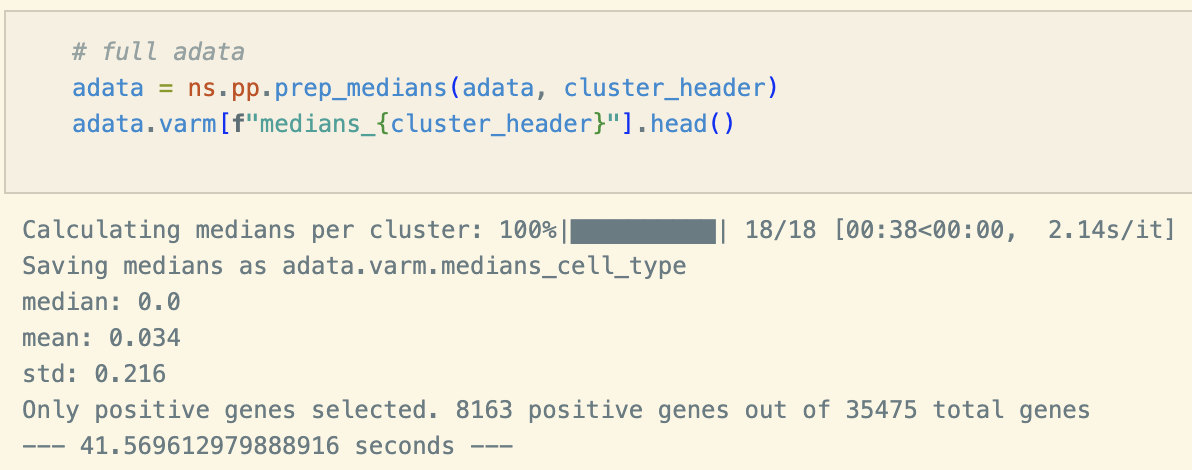 # full adata
adata = ns.pp.prep_medians(adata, cluster_header)
adata.varm[f"medians_{cluster_header}"].head()
Calculating medians per cluster: 100%|██████████| 18/18 [00:38<00:00,  2.14s/it]
Saving medians as adata.varm.medians_cell_type
median: 0.0
mean: 0.034
std: 0.216
Only positive genes selected. 8163 positive genes out of 35475 total genes
--- 41.569612979888916 seconds ---